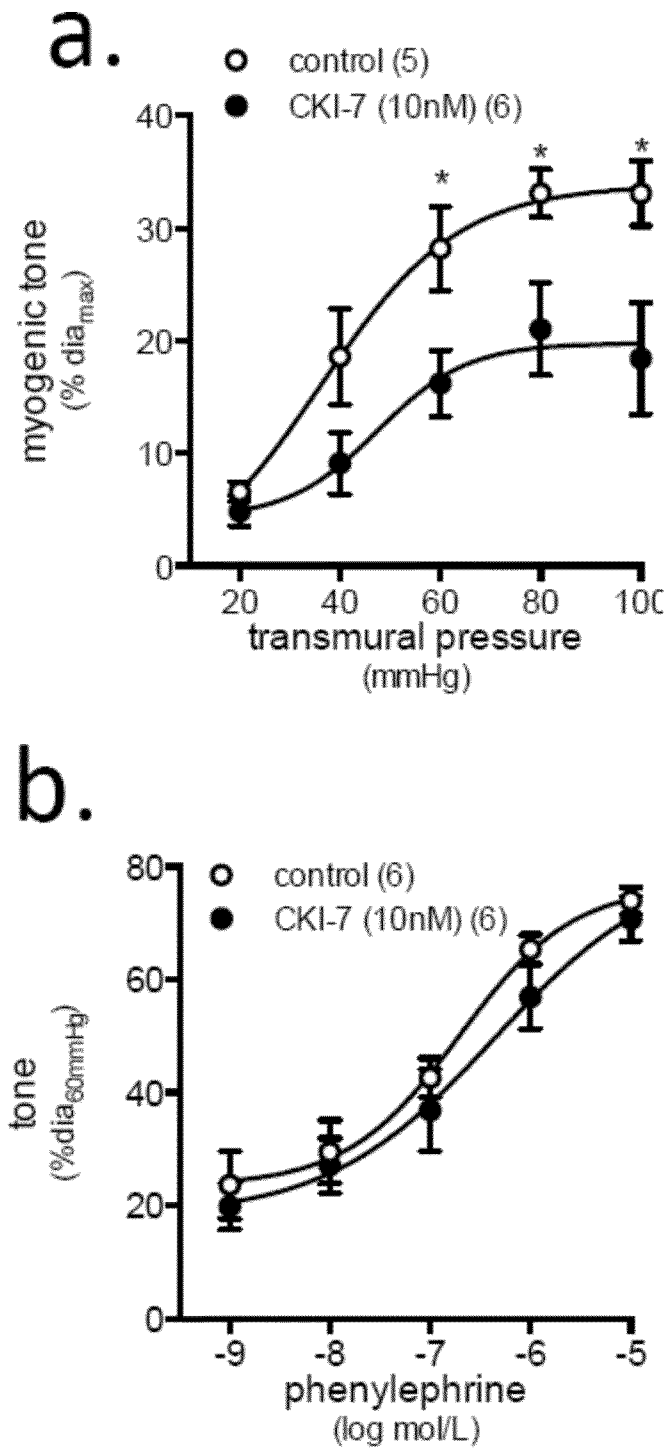 a.
control (5)
CKI-7 (10nM) (6)
40
30
20
10
0
myogenic tone
(% dia max)
* * *
20 40 60 80 100
transmural pressure
(mmHg)
b.
control (6)
CKI-7 (10nM) (6)
80
60
40
20
0
tone
(%dia60mmHg)
-9 -8 -7 -6 -5
phenylephrine
(log mol/L)